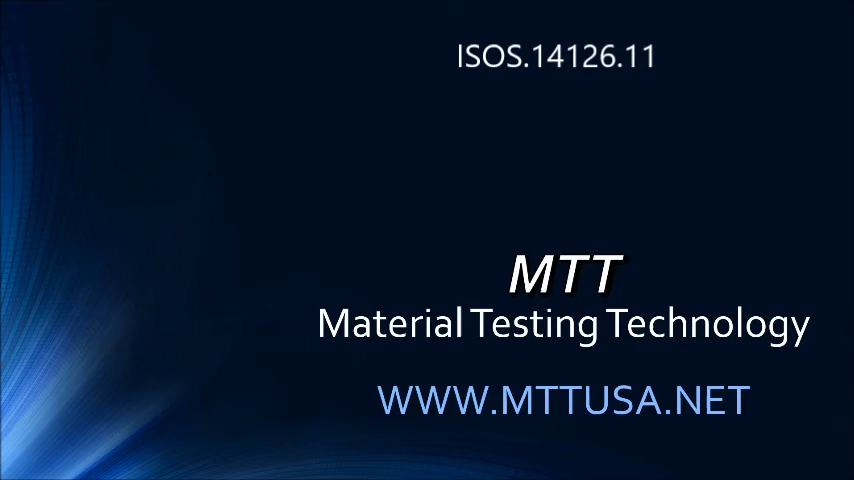 ISOS.14126.11
MTT
Material Testing Technology
WWW.MTTUSA.NET